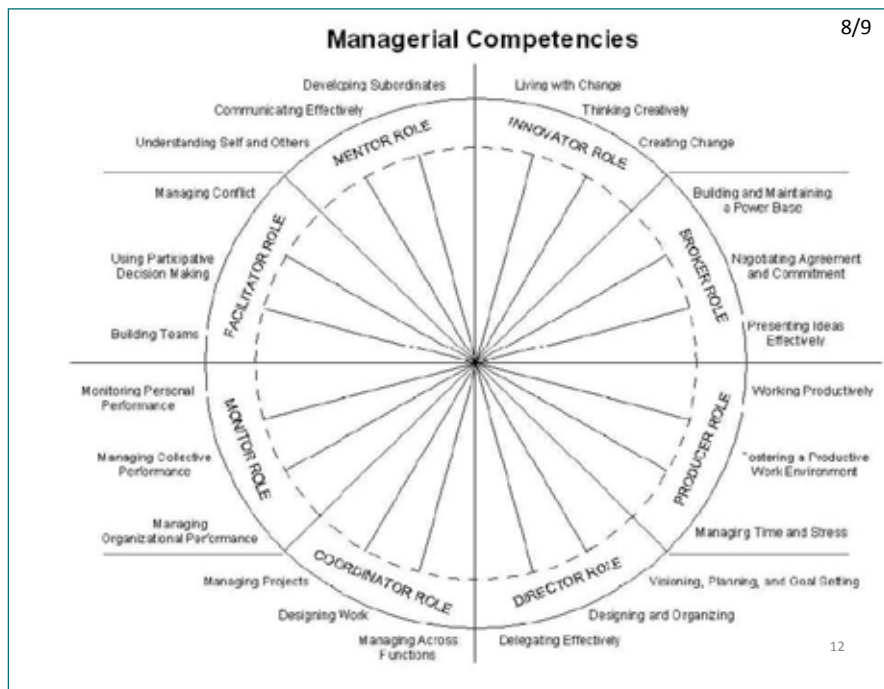 8/9
Managerial Competencies
Developing Subordinates
Communicating Effectively
Understanding Self and Others
Managing Conflict
Using Participative
Decision Making
Building Teams
Monitoring Personal
Performance
Managing Collective
Performance
Managing
Organizational Performance
Managing Projects
Designing Work
Managing Across
Functions
Living with Change
Thinking Creatively
Creating Change
Building and Maintaining
a Power Base
Negotiating Agreement
and Commitment
Presenting Ideas
Effectively
Working Productively
Fostering a Productive
Work Environment
Managing Time and Stress
Visioning, Planning, and Goal Setting
Designing and Organizing
Delegating Effectively
MENTOR ROLE
INNOVATOR ROLE
BROKER ROLE
PRODUCER ROLE
DIRECTOR ROLE
COORDINATOR ROLE
MONITOR ROLE
FACILITATOR ROLE
12